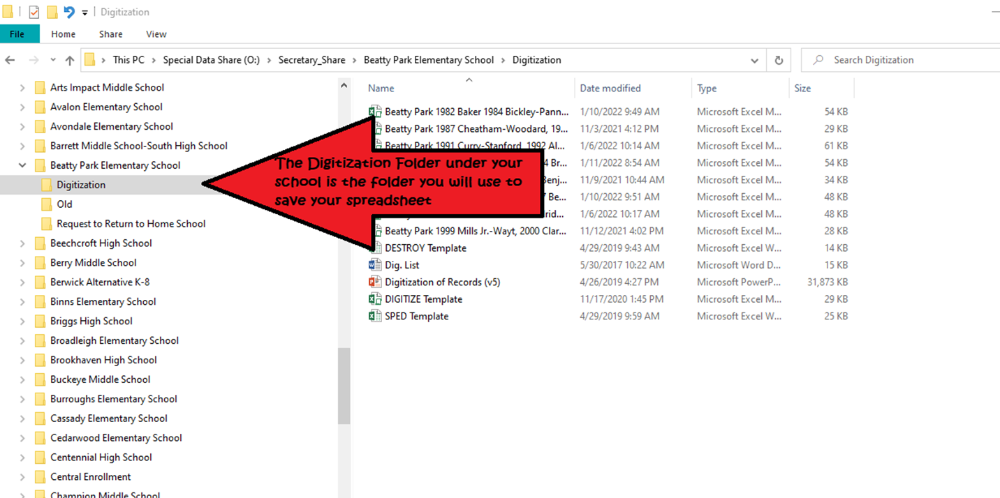 Digitization
File Home Share View
This PC Special Data Share (O:) Secretary_Share Beatty Park Elementary School Digitization
Search Digitization
Arts Impact Middle School
Avalon Elementary School
Avondale Elementary School
Barrett Middle School-South High School
Beatty Park Elementary School
Digitization
Old
Request to Return to Home School
Beechcroft High School
Berry Middle School
Berwick Alternative K-8
Binns Elementary School
Briggs High School
Broadleigh Elementary School
Brookhaven High School
Buckeye Middle School
Burroughs Elementary School
Cassady Elementary School
Cedarwood Elementary School
Centennial High School
Central Enrollment
Champion Middle School
The Digitization Folder under your
school is the folder you will use to
save your spreadsheet
Name Date modified Type Size
Beatty Park 1982 Baker 1984 Bickley-Pann... 1/10/2022 9:49 AM Microsoft Excel M... 54 KB
Beatty Park 1987 Cheatham-Woodard, 19... 11/3/2021 4:12 PM Microsoft Excel M... 29 KB
Beatty Park 1991 Curry-Stanford, 1992 Al... 1/6/2022 10:14 AM Microsoft Excel M... 61 KB
4 Br... 1/11/2022 8:54 AM Microsoft Excel M... 54 KB
Benj... 11/9/2021 10:44 AM Microsoft Excel M... 34 KB
7 Be... 1/10/2022 9:51 AM Microsoft Excel M... 48 KB
rid... 1/6/2022 10:17 AM Microsoft Excel M... 48 KB
Beatty Park 1999 Mills Jr.-Wayt, 2000 Clar... 11/12/2021 4:02 PM Microsoft Excel M... 28 KB
DESTROY Template 4/29/2019 9:43 AM Microsoft Excel W... 14 KB
Dig. List 5/30/2017 10:22 AM Microsoft Word D... 15 KB
Digitization of Records (v5) 4/26/2019 4:27 PM Microsoft PowerP... 31,873 KB
DIGITIZE Template 11/17/2020 1:45 PM Microsoft Excel M... 29 KB
SPED Template 4/29/2019 9:59 AM Microsoft Excel W... 25 KB